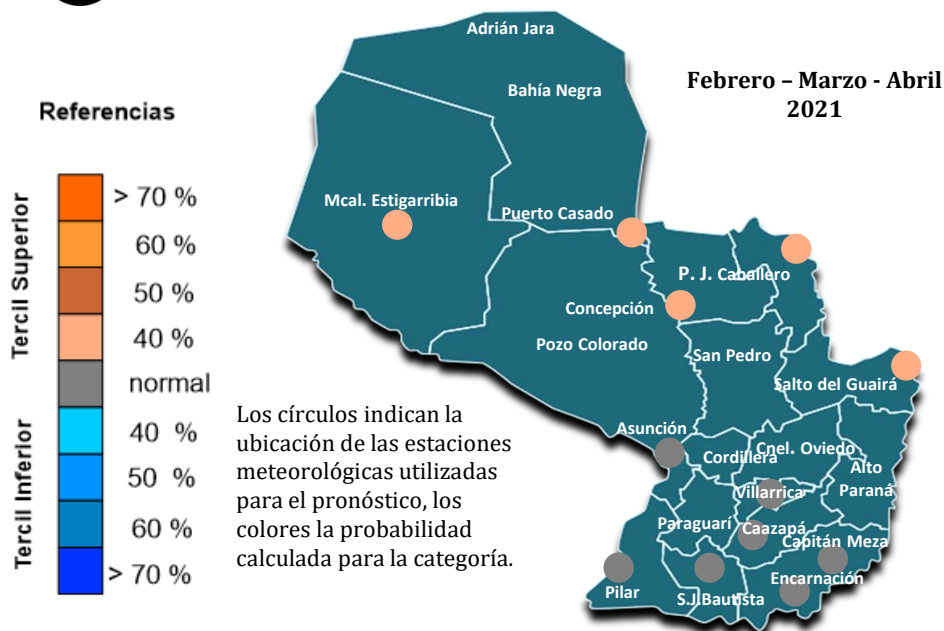 Febrero – Marzo - Abril
2021
Referencias
Tercil Superior
> 70 %
60 %
50 %
40 %
normal
Tercil Inferior
40 %
50 %
60 %
> 70 %
Los círculos indican la
ubicación de las estaciones
meteorológicas utilizadas
para el pronóstico, los
colores la probabilidad
calculada para la categoría.
Adrián Jara
Bahía Negra
Mcal. Estigarribia
Puerto Casado
P. J. Caballero
Concepción
Pozo Colorado
San Pedro
Salto del Guairá
Asunción
Cordillera
Cnel. Oviedo
Alto
Paraná
Villarrica
Paraguarí
Caazapá
Capitán Meza
Encarnación
Pilar
S.J.Bautista